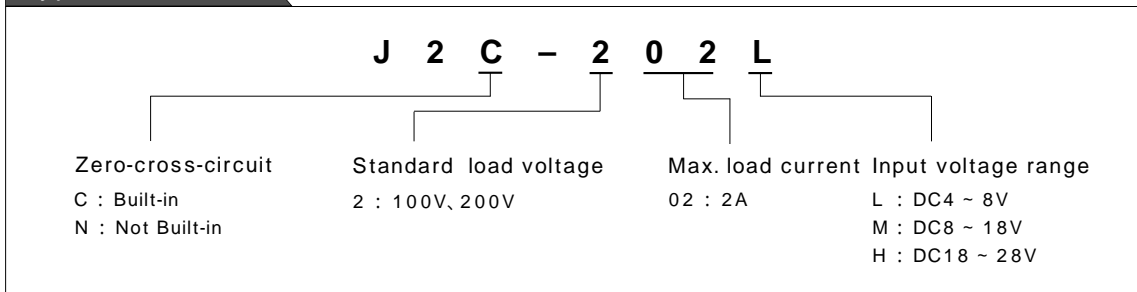 J 2 C – 2 0 2 L
Zero-cross-circuit
C : Built-in
N : Not Built-in
Standard load voltage
2 : 100V、200V
Max. load current
02 : 2A
Input voltage range
L : DC4 ~ 8V
M : DC8 ~ 18V
H : DC18 ~ 28V